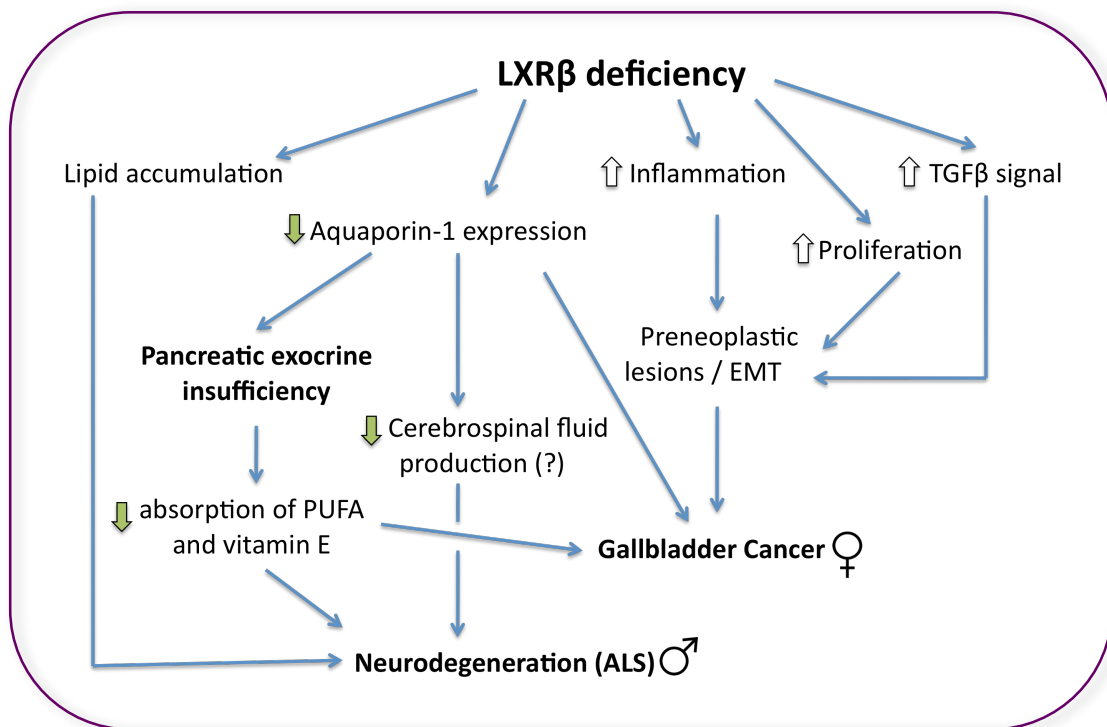 LXRβ deficiency
Lipid accumulation
Inflammation
TGFβ signal
Aquaporin-1 expression
Proliferation
Preneoplastic
lesions / EMT
Pancreatic exocrine
insufficiency
Cerebrospinal fluid
production (?)
absorption of PUFA
and vitamin E
Gallbladder Cancer
Neurodegeneration (ALS)